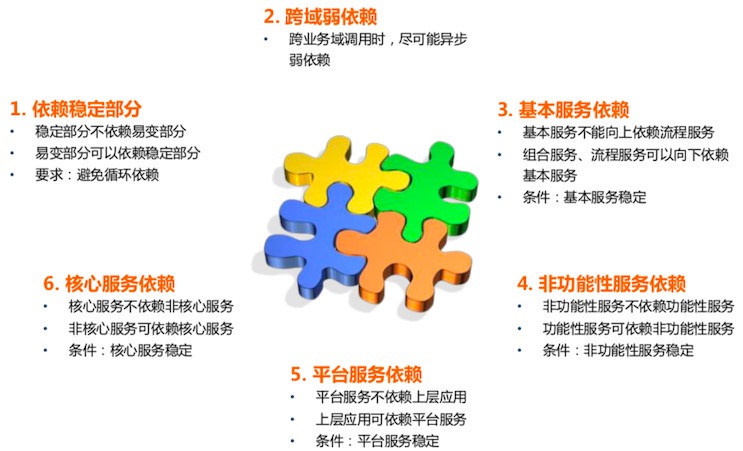 2. 跨域弱依赖
• 跨业务域调用时，尽可能异步
弱依赖
1. 依赖稳定部分
• 稳定部分不依赖易变部分
• 易变部分可以依赖稳定部分
• 要求：避免循环依赖
3. 基本服务依赖
• 基本服务不能向上依赖流程服务
• 组合服务、流程服务可以向下依赖
基本服务
• 条件：基本服务稳定
6. 核心服务依赖
• 核心服务不依赖非核心服务
• 非核心服务可依赖核心服务
• 条件：核心服务稳定
4. 非功能性服务依赖
• 非功能性服务不依赖功能性服务
• 功能性服务可依赖非功能性服务
• 条件：非功能性服务稳定
5. 平台服务依赖
• 平台服务不依赖上层应用
• 上层应用可依赖平台服务
• 条件：平台服务稳定